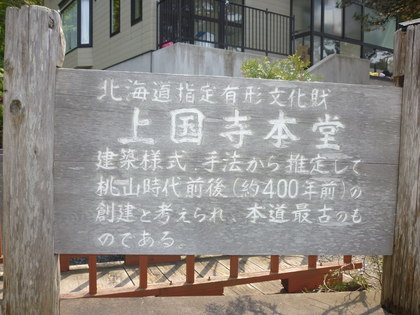 北海道指定有形文化財
上国寺本堂
建築様式.手法から推定して
桃山時代前後(約400年前)の
創建と考えられ、本道最古のも
のである.